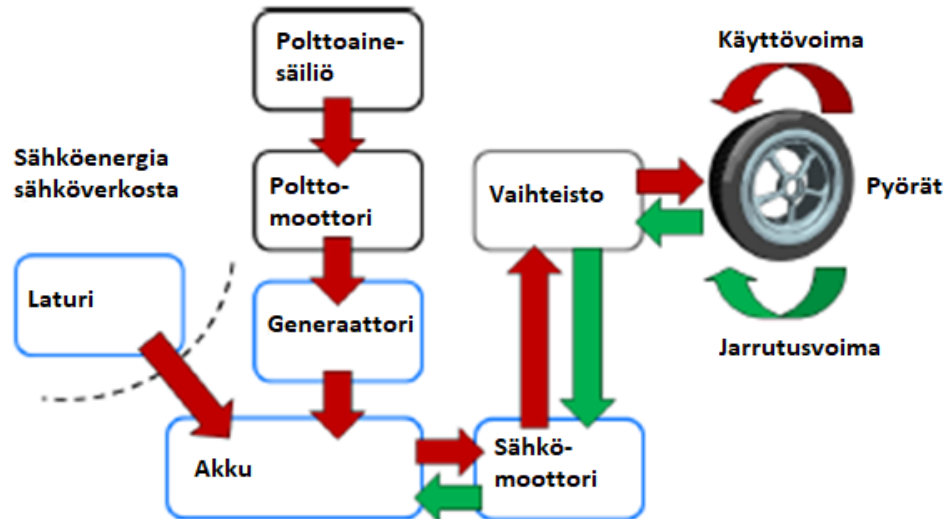 Polttoaine-
säiliö
Käyttövoima
Sähköenergia
sähköverkosta
Poltto-
moottori
Vaihteisto
Pyörät
Laturi
Generaattori
Jarrutusvoima
Akku
Sähkö-
moottori